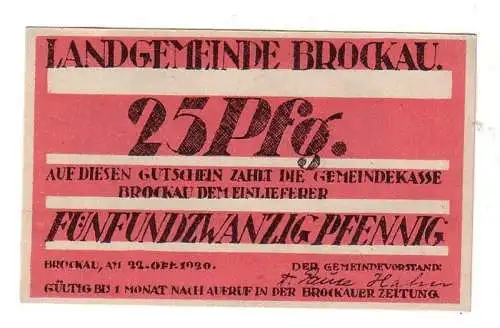 LANDGEMEINDE BROCKAU.
25 Pfg.
AUF DIESEN GUTSCHEIN ZAHLT DIE GEMEINDEKASSE
BROCKAU DEM EINLIEFERER
FÜNFUNDZWANZIG PFENNIG
BROCKAU, AM 22. OKT. 1920. DER GEMEINDEVORSTAND:
Hahn
GÜLTIG BIS 1 MONAT NACH AUFRUF IN DER BROCKAUER ZEITUNG.